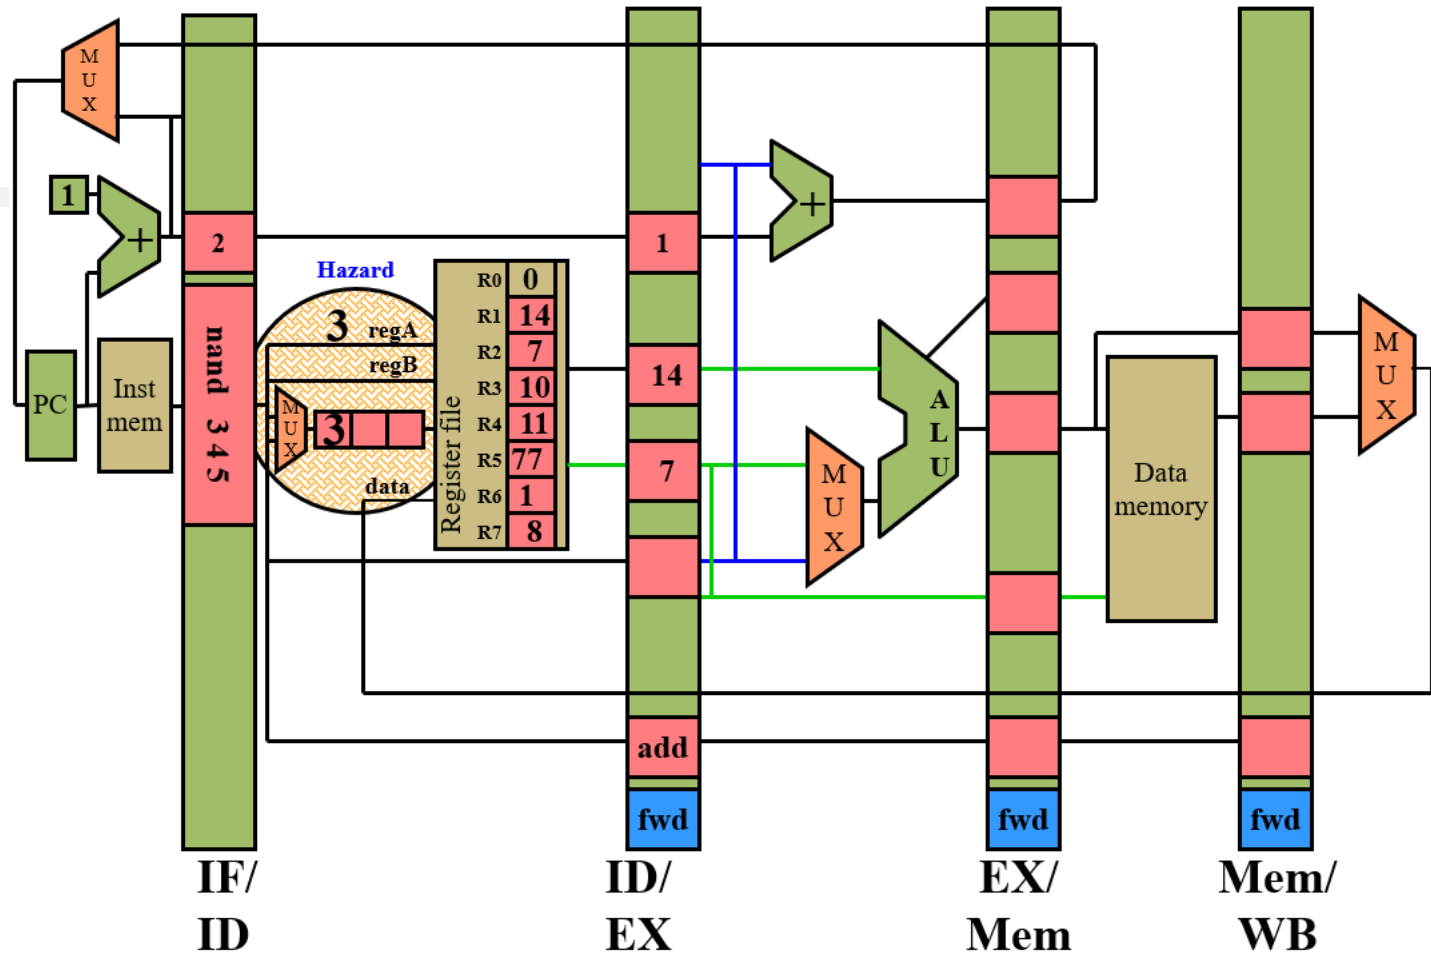 M
U
X
1
+
2
1
+
Hazard
3
regA
regB
M
U
X
3
data
nand 3 4 5
PC
Inst
mem
Register file
R0 0
R1 14
R2 7
R3 10
R4 11
R5 77
R6 1
R7 8
14
7
M
U
X
A
L
U
Data
memory
M
U
X
add
fwd
fwd
fwd
IF/
ID
ID/
EX
EX/
Mem
Mem/
WB